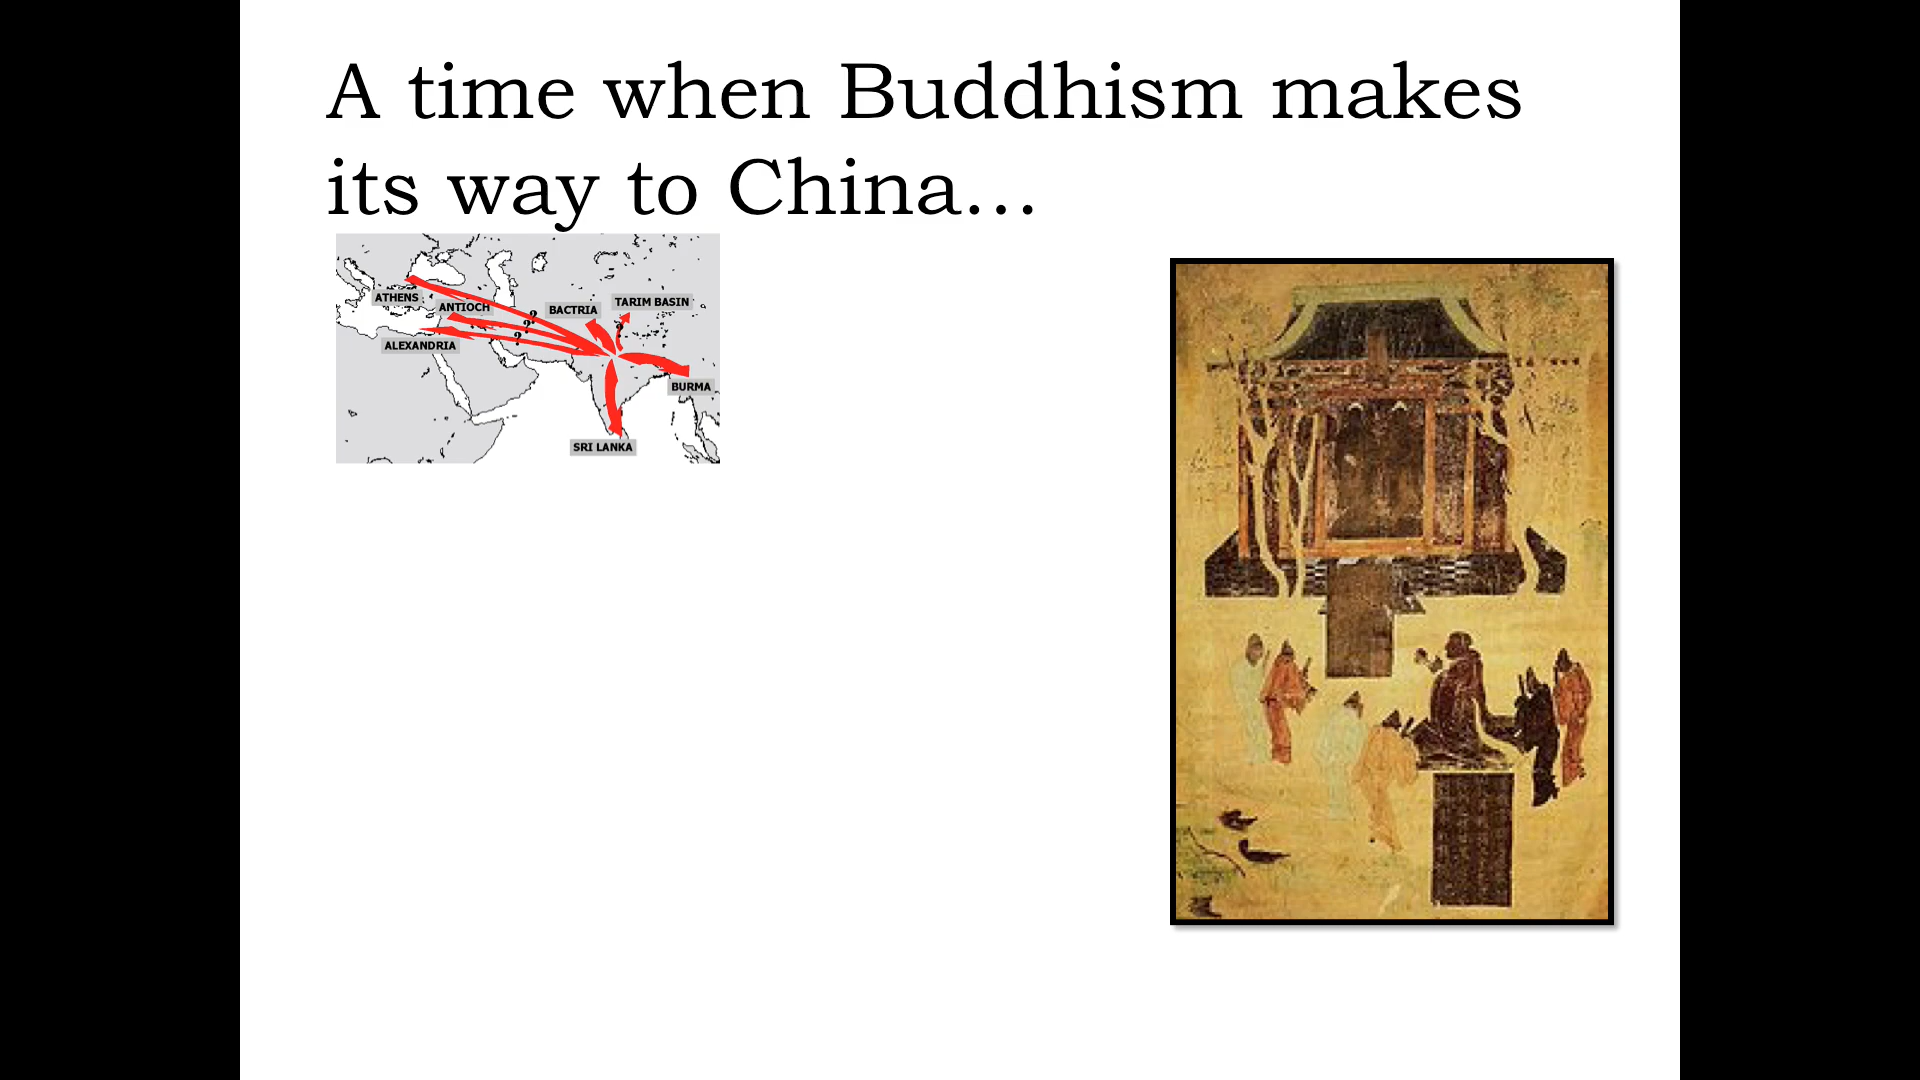 A time when Buddhism makes
its way to China…
ATHENS
ANTIOCH
BACTRIA
TARIM BASIN
?
?
?
?
ALEXANDRIA
BURMA
SRI LANKA